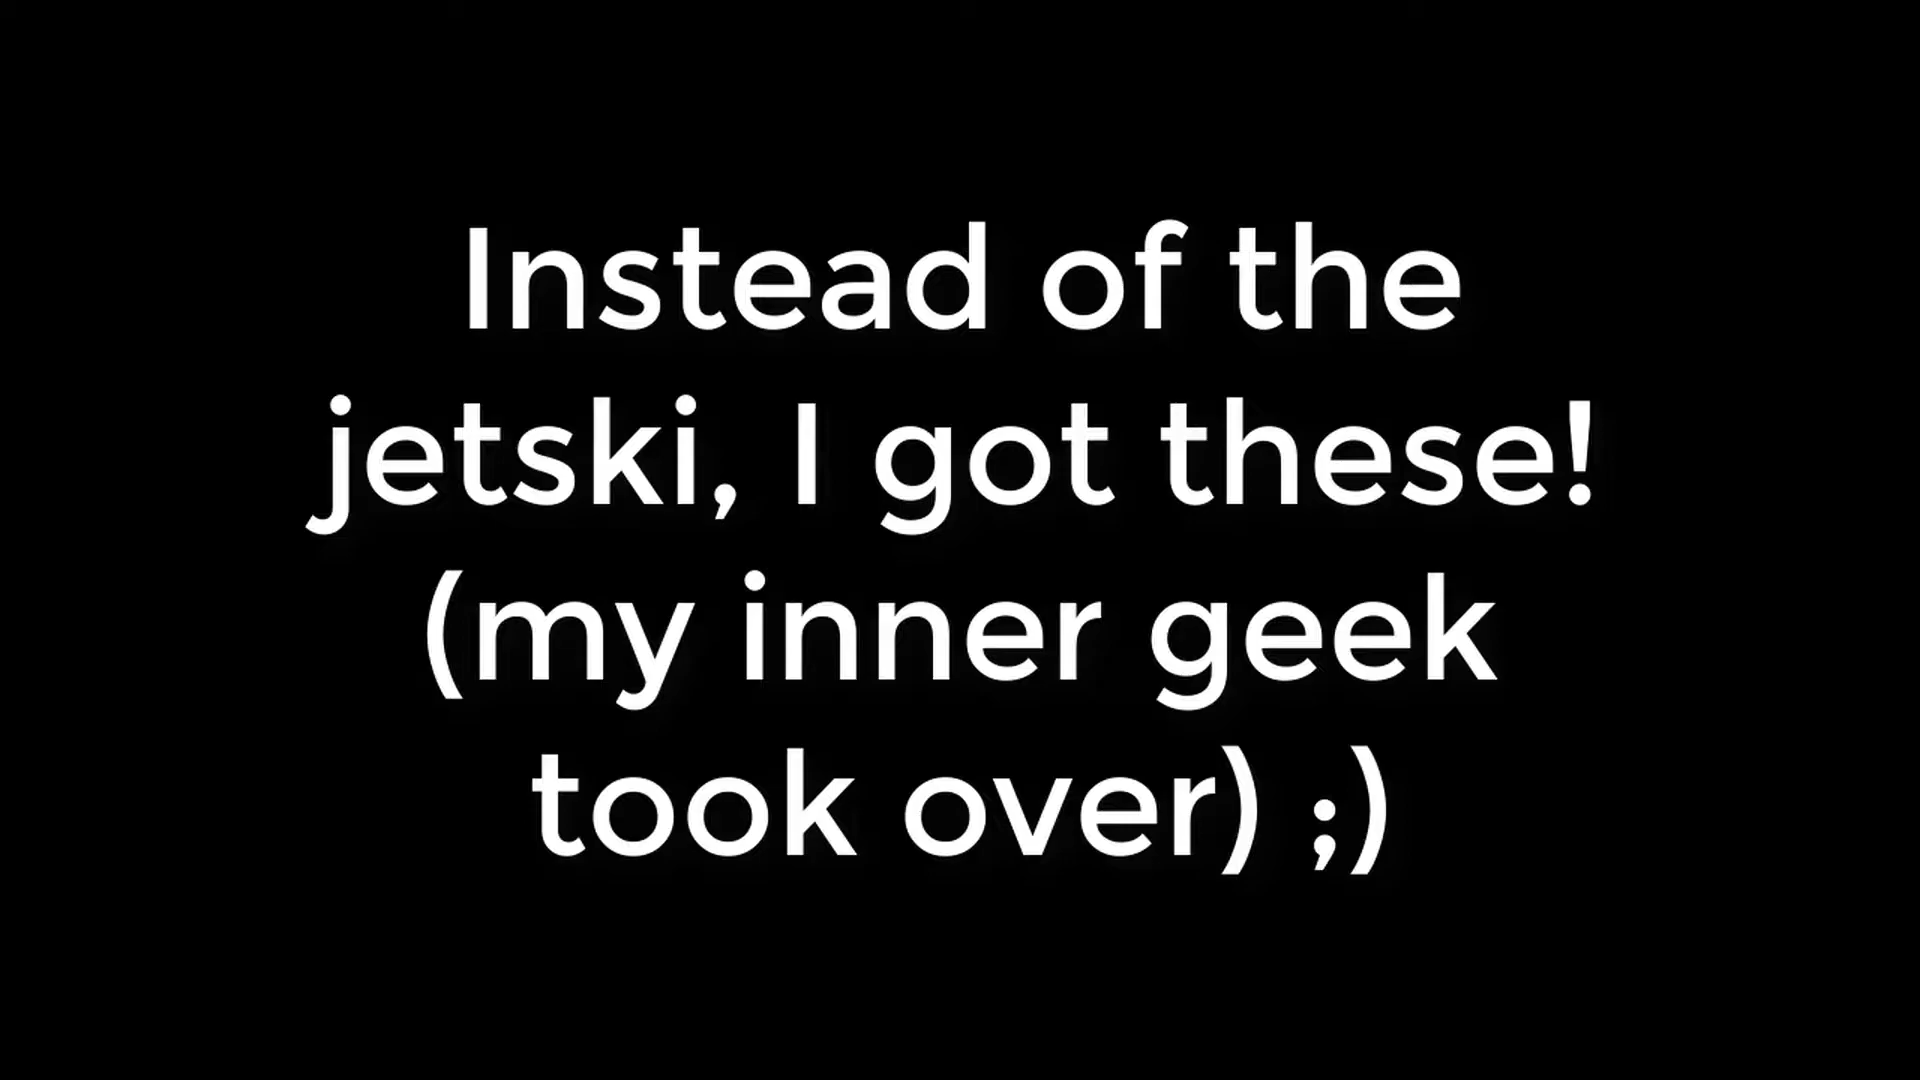 Instead of the
jetski, I got these!
(my inner geek
took over) ;)